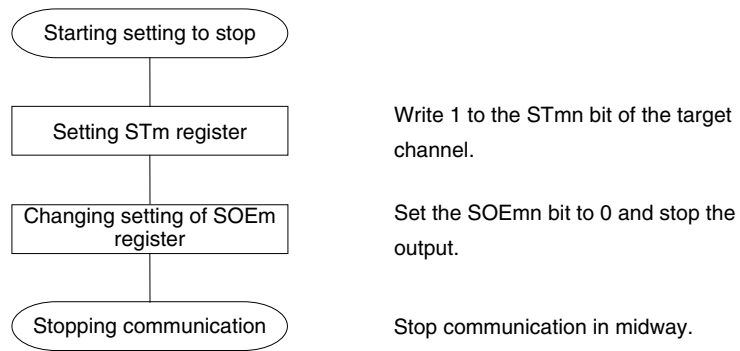 Starting setting to stop
Setting STm register
Write 1 to the STmn bit of the target
channel.
Changing setting of SOEm
register
Set the SOEmn bit to 0 and stop the
output.
Stopping communication
Stop communication in midway.